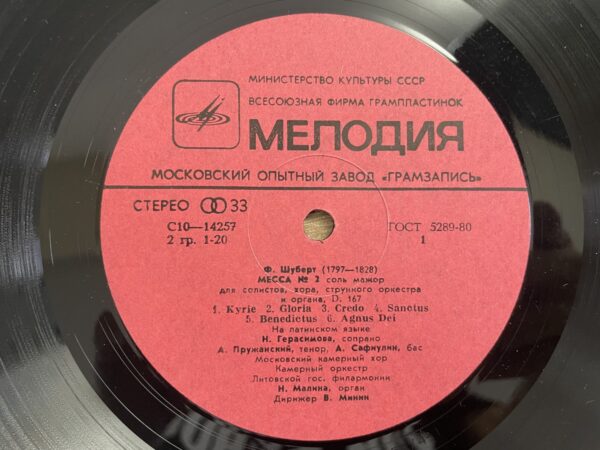 МИНИСТЕРСТВО КУЛЬТУРЫ СССР
ВСЕСОЮЗНАЯ ФИРМА ГРАМПЛАСТИНОК
МЕЛОДИЯ
МОСКОВСКИЙ ОПЫТНЫЙ ЗАВОД «ГРАМЗАПИСЬ»
СТЕРЕО 33
С10—14257
2 гр. 1-20
ГОСТ 5289-80
1
Ф. Шуберт (1797—1828)
МЕССА № 2 соль мажор
для солистов, хора, струнного оркестра
и органа, D. 167
1. Kyrie 2. Gloria 3. Credo 4. Sanctus
5. Benedictus 6. Agnus Dei
На латинском языке
Н. Герасимова, сопрано
А. Пружанский, тенор, А. Сафиулин, бас
Московский камерный хор
Камерный оркестр
Литовской гос. филармонии
Н. Малина, орган
Дирижер В. Минин